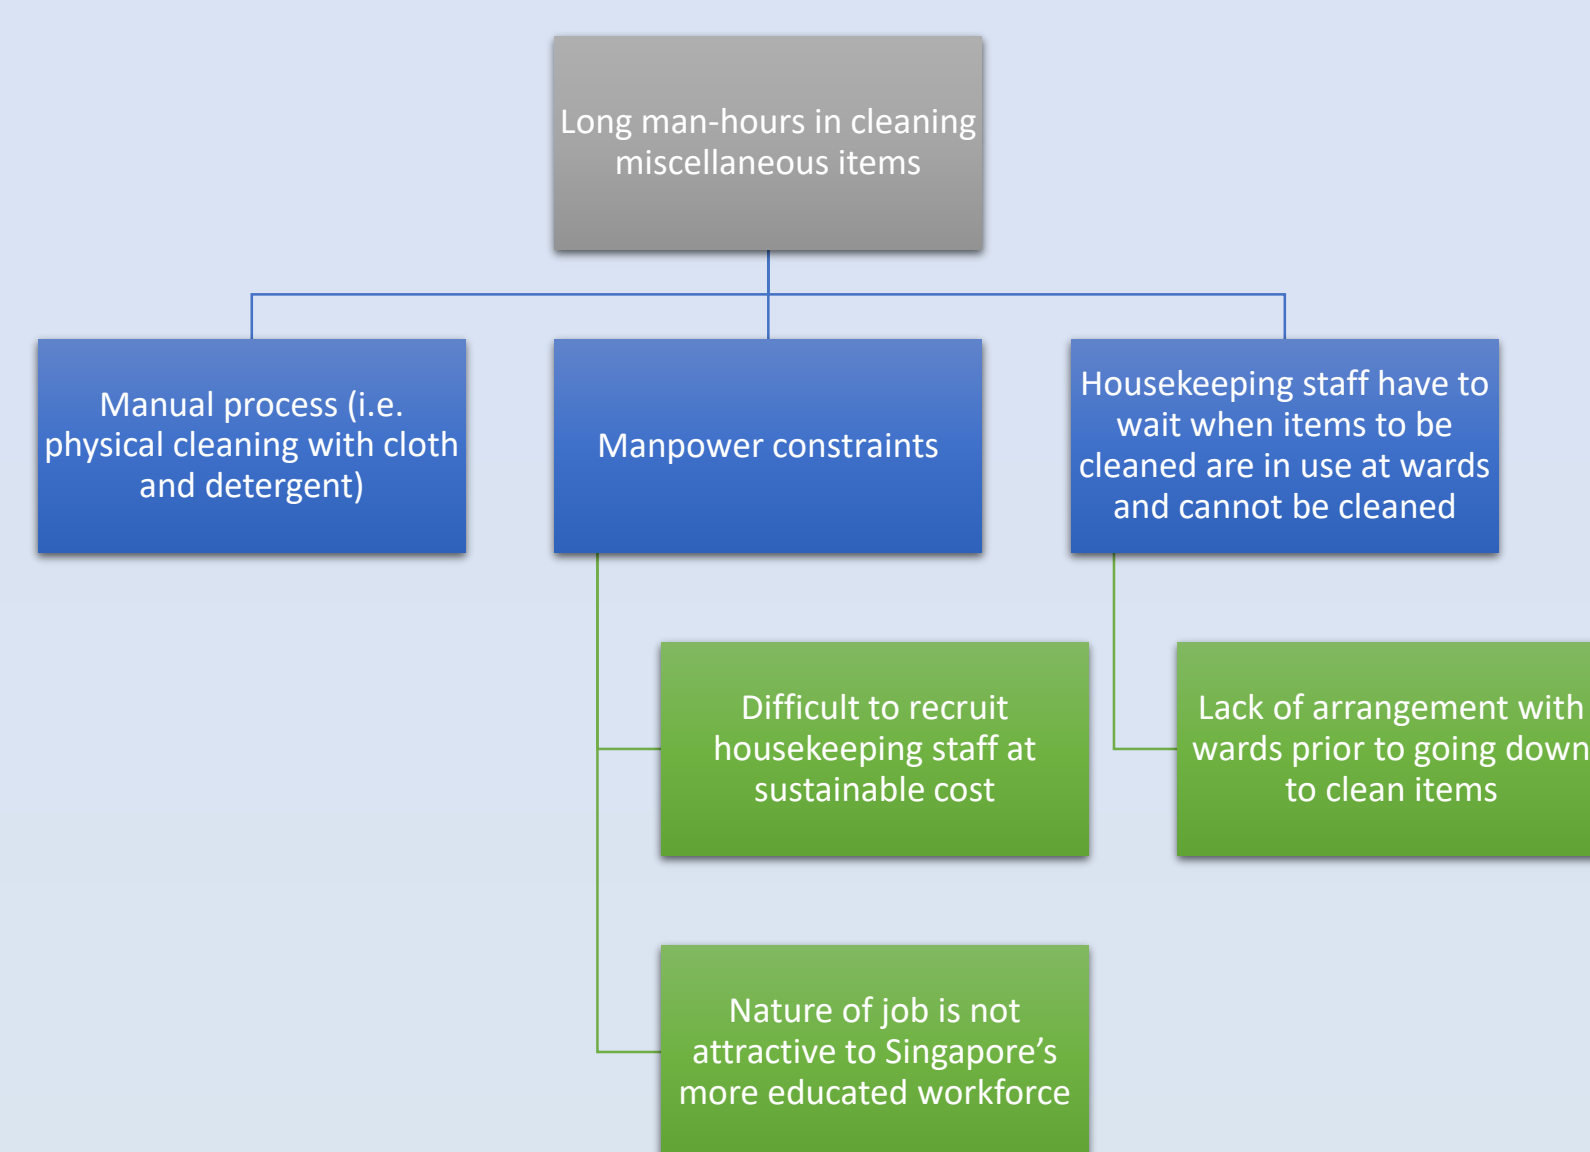 Long man-hours in cleaning
miscellaneous items
Manual process (i.e.
physical cleaning with cloth
and detergent)
Manpower constraints
Housekeeping staff have to
wait when items to be
cleaned are in use at wards
and cannot be cleaned
Difficult to recruit
housekeeping staff at
sustainable cost
Lack of arrangement with
wards prior to going down
to clean items
Nature of job is not
attractive to Singapore’s
more educated workforce